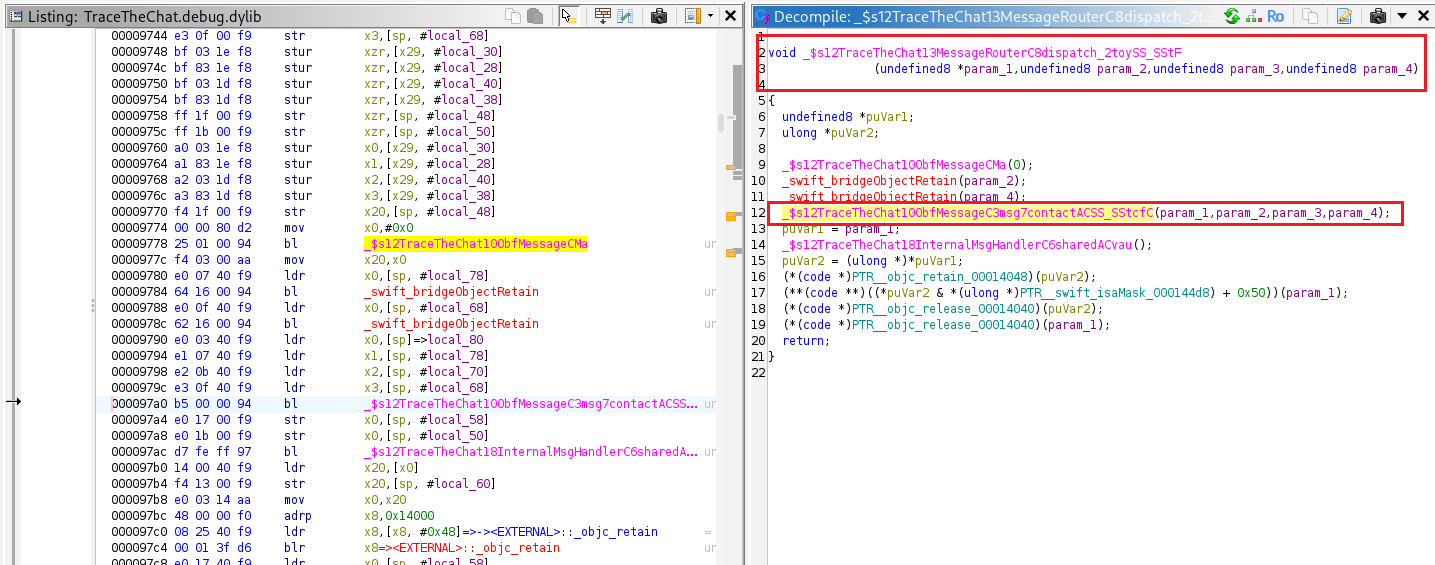 Listing: TraceTheChat.debug.dylib
00009744 e3 0f 00 f9 str x3,[sp, #local_68]
00009748 bf 03 1e f8 stur xzr,[x29, #local_30]
0000974c bf 83 1e f8 stur xzr,[x29, #local_28]
00009750 bf 03 1d f8 stur xzr,[x29, #local_40]
00009754 bf 83 1d f8 stur xzr,[x29, #local_38]
00009758 ff 1f 00 f9 str xzr,[sp, #local_48]
0000975c ff 1b 00 f9 str xzr,[sp, #local_50]
00009760 a0 03 1e f8 stur x0,[x29, #local_30]
00009764 a1 83 1e f8 stur x1,[x29, #local_28]
00009768 a2 03 1d f8 stur x2,[x29, #local_40]
0000976c a3 83 1d f8 stur x3,[x29, #local_38]
00009770 f4 1f 00 f9 str x20,[sp, #local_48]
00009774 00 00 80 d2 mov x0,#0x0
00009778 25 01 00 94 bl _$s12TraceTheChat10ObfMessageCMa ur
0000977c f4 03 00 aa mov x20,x0
00009780 e0 07 40 f9 ldr x0,[sp, #local_78]
00009784 64 16 00 94 bl _swift_bridgeObjectRetain ur
00009788 e0 0f 40 f9 ldr x0,[sp, #local_68]
0000978c 62 16 00 94 bl _swift_bridgeObjectRetain ur
00009790 e0 03 40 f9 ldr x0,[sp]=>local_80
00009794 e1 07 40 f9 ldr x1,[sp, #local_78]
00009798 e2 0b 40 f9 ldr x2,[sp, #local_70]
0000979c e3 0f 40 f9 ldr x3,[sp, #local_68]
000097a0 b5 00 00 94 bl _$s12TraceTheChat10ObfMessageC3msg7contactACSS... ur
000097a4 e0 17 00 f9 str x0,[sp, #local_58]
000097a8 e0 1b 00 f9 str x0,[sp, #local_50]
000097ac d7 fe ff 97 bl _$s12TraceTheChat18InternalMsgHandlerC6sharedA... ur
000097b0 14 00 40 f9 ldr x20,[x0]
000097b4 f4 13 00 f9 str x20,[sp, #local_60]
000097b8 e0 03 14 aa mov x0,x20
000097bc 48 00 00 f0 adrp x8,0x14000
000097c0 08 25 40 f9 ldr x8,[x8, #0x48]=>-><EXTERNAL>::_objc_retain =
000097c4 00 01 3f d6 blr x8=><EXTERNAL>::_objc_retain ur
000097c8 e0 17 40 f9 ldr x0,[sp, #local_58]
Decompile: _$s12TraceTheChat13MessageRouterC8dispatch_2t... Ro
1
2 void _$s12TraceTheChat13MessageRouterC8dispatch_2toySS_SStF
3 (undefined8 *param_1,undefined8 param_2,undefined8 param_3,undefined8 param_4)
4
5 {
6 undefined8 *puVar1;
7 ulong *puVar2;
8
9 _$s12TraceTheChat10ObfMessageCMa(0);
10 _swift_bridgeObjectRetain(param_2);
11 _swift_bridgeObjectRetain(param_4);
12 _$s12TraceTheChat10ObfMessageC3msg7contactACSS_SStcfC(param_1,param_2,param_3,param_4);
13 puVar1 = param_1;
14 _$s12TraceTheChat18InternalMsgHandlerC6sharedACvau();
15 puVar2 = (ulong *)*puVar1;
16 (*(code *)PTR__objc_retain_00014048)(puVar2);
17 (**(code **)((*puVar2 & *(ulong *)PTR__swift_isaMask_000144d8) + 0x50))(param_1);
18 (*(code *)PTR__objc_release_00014040)(puVar2);
19 (*(code *)PTR__objc_release_00014040)(param_1);
20 return;
21 }
22